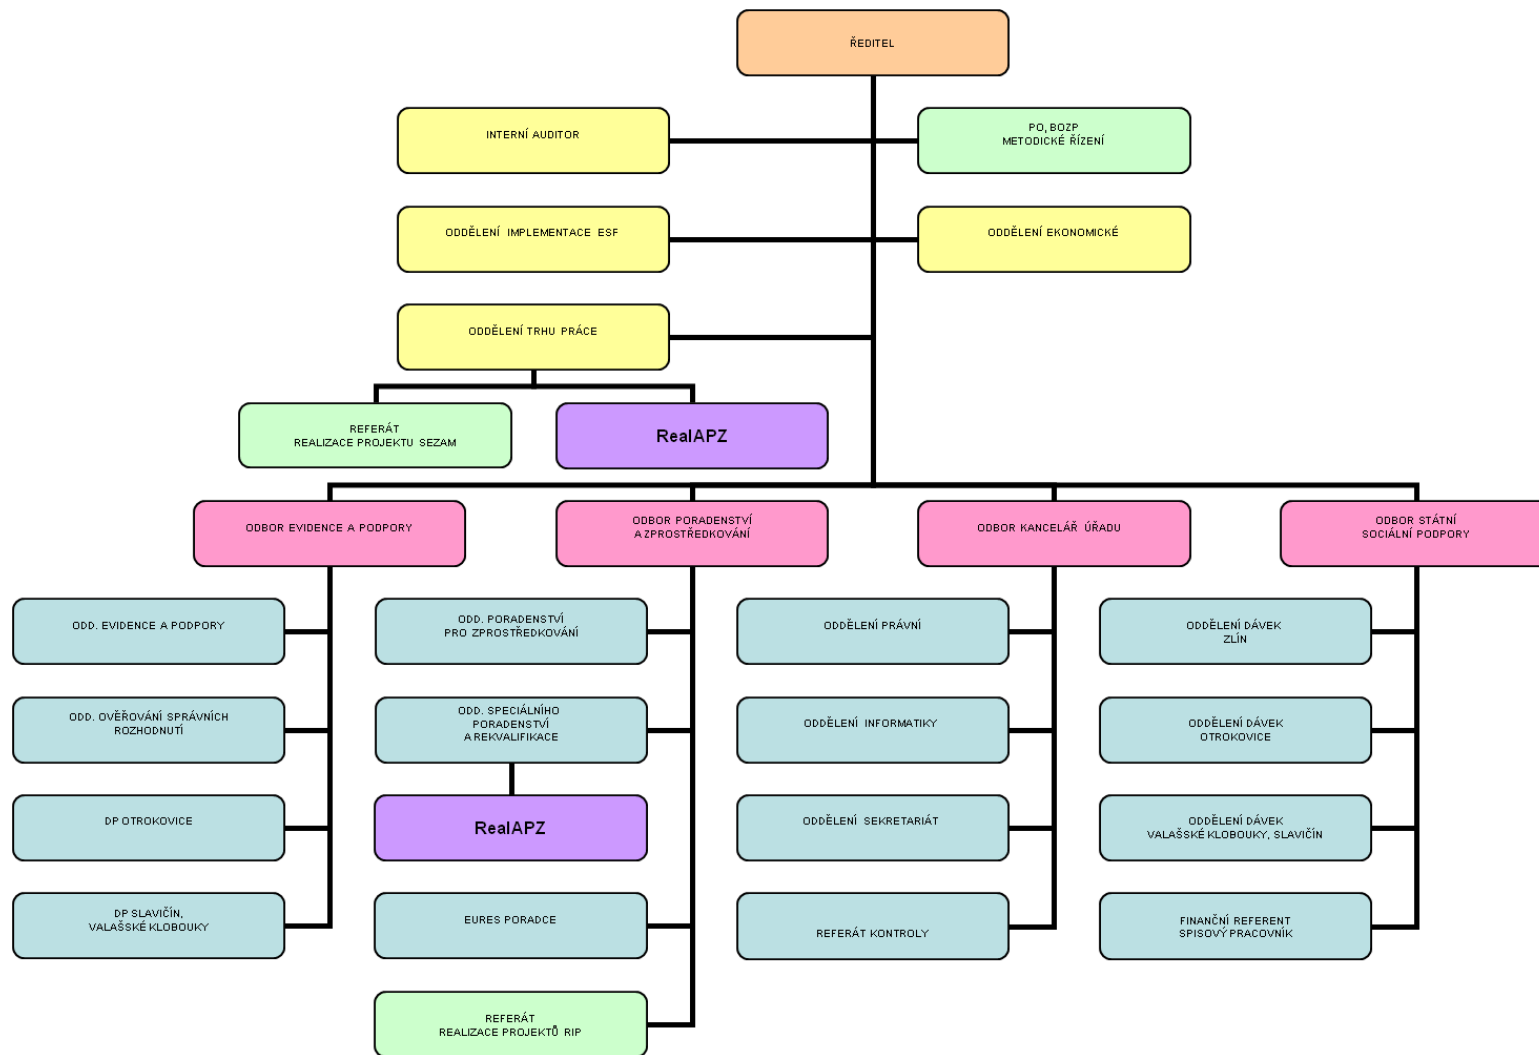 ŘEDITEL
INTERNÍ AUDITOR
PO, BOZP
METODICKÉ ŘÍZENÍ
ODDĚLENÍ IMPLEMENTACE ESF
ODDĚLENÍ EKONOMICKÉ
ODDĚLENÍ TRHU PRÁCE
REFERÁT
REALIZACE PROJEKTU SEZAM
RealAPZ
ODBOR EVIDENCE A PODPORY
ODBOR PORADENSTVÍ
A ZPROSTŘEDKOVÁNÍ
ODBOR KANCELÁŘ ÚŘADU
ODBOR STÁTNÍ
SOCIÁLNÍ PODPORY
ODD. EVIDENCE A PODPORY
ODD. PORADENSTVÍ
PRO ZPROSTŘEDKOVÁNÍ
ODDĚLENÍ PRÁVNÍ
ODDĚLENÍ DÁVEK
ZLÍN
ODD. OVĚŘOVÁNÍ SPRÁVNÍCH
ROZHODNUTÍ
ODD. SPECIÁLNÍHO
PORADENSTVÍ
A REKVALIFIKACE
ODDĚLENÍ INFORMATIKY
ODDĚLENÍ DÁVEK
OTROKOVICE
DP OTROKOVICE
RealAPZ
ODDĚLENÍ SEKRETARIÁT
ODDĚLENÍ DÁVEK
VALAŠSKÉ KLOBOUKY, SLAVIČÍN
DP SLAVIČÍN,
VALAŠSKÉ KLOBOUKY
EURES PORADCE
REFERÁT KONTROLY
FINANČNÍ REFERENT
SPISOVÝ PRACOVNÍK
REFERÁT
REALIZACE PROJEKTŮ RIP